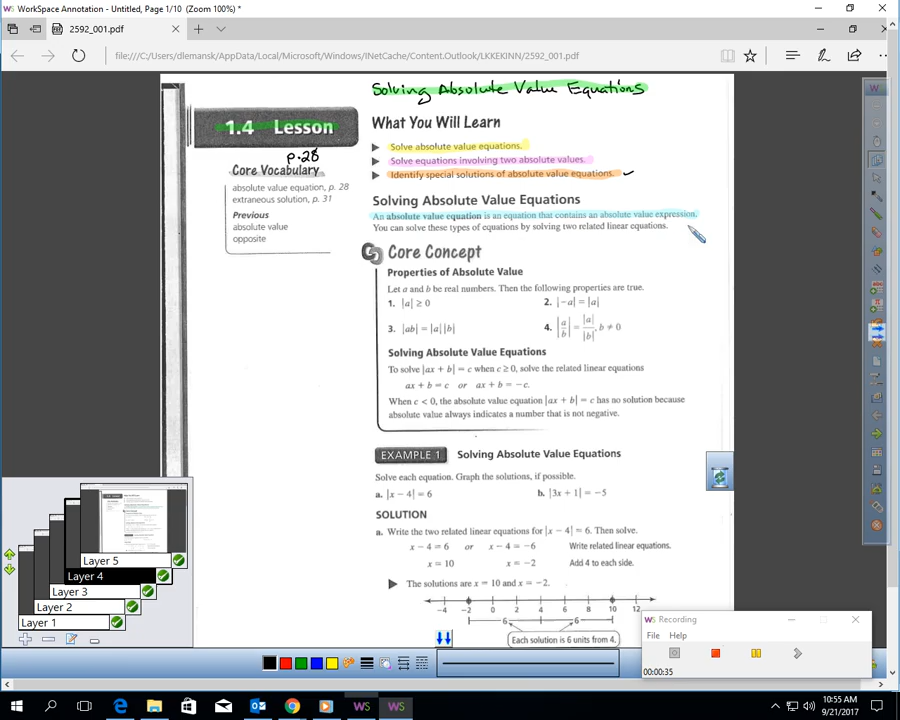 WorkSpace Annotation - Untitled, Page 1/10 (Zoom 100%) *
2592_001.pdf
file:///C:/Users/dlemansk/AppData/Local/Microsoft/Windows/INetCache/Content.Outlook/LKKEKINN/2592_001.pdf
Solving Absolute Value Equations
1.4 Lesson
p.28
What You Will Learn
Solve absolute value equations.
Solve equations involving two absolute values.
Identify special solutions of absolute value equations.
Core Vocabulary
absolute value equation, p. 28
extraneous solution, p. 31
Previous
absolute value
opposite
Solving Absolute Value Equations
An absolute value equation is an equation that contains an absolute value expression.
You can solve these types of equations by solving two related linear equations.
Core Concept
Properties of Absolute Value
Let a and b be real numbers. Then the following properties are true.
1. |a| ≥ 0 2. |−a| = |a|
3. |ab| = |a||b| 4. |a/b| = |a|/|b|, b ≠ 0
Solving Absolute Value Equations
To solve |ax + b| = c when c ≥ 0, solve the related linear equations
ax + b = c or ax + b = −c.
When c < 0, the absolute value equation |ax + b| = c has no solution because
absolute value always indicates a number that is not negative.
EXAMPLE 1 Solving Absolute Value Equations
Solve each equation. Graph the solutions, if possible.
a. |x − 4| = 6 b. |3x + 1| = −5
SOLUTION
a. Write the two related linear equations for |x − 4| = 6. Then solve.
x − 4 = 6 or x − 4 = −6 Write related linear equations.
x = 10 x = −2 Add 4 to each side.
The solutions are x = 10 and x = −2.
−4 −2 0 2 4 6 8 10 12
6 6
Each solution is 6 units from 4.
Layer 5
Layer 4
Layer 3
Layer 2
Layer 1
Recording
File Help
00:00:35
10:55 AM
9/21/2017